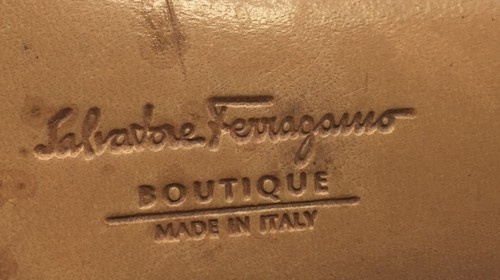 Salvatore Ferragamo
BOUTIQUE
MADE IN ITALY